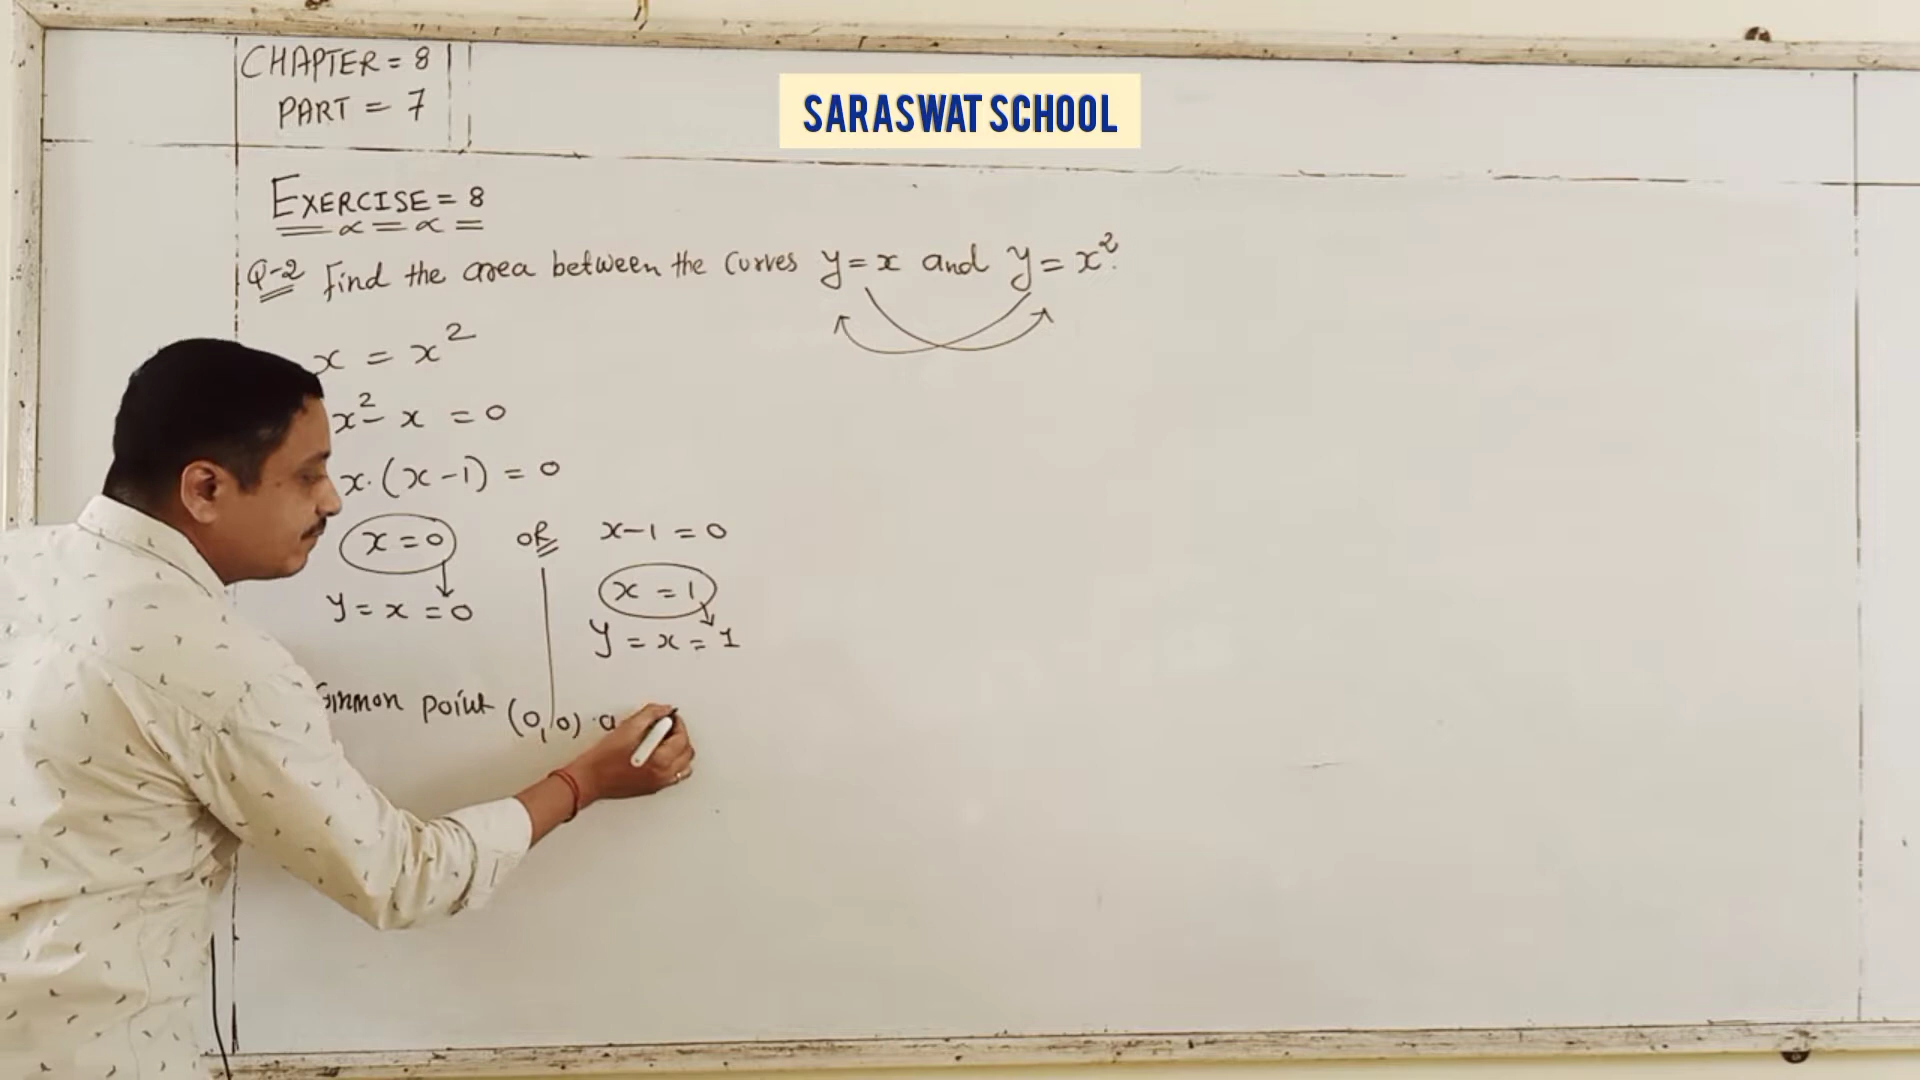 CHAPTER = 8
PART = 7
SARASWAT SCHOOL
EXERCISE = 8
Q-2 Find the area between the curves y = x and y = x².
x = x²
x² - x = 0
x·(x-1) = 0
x = 0 OR x-1 = 0
x = 1
y = x = 0
y = x = 1
point (0,0)